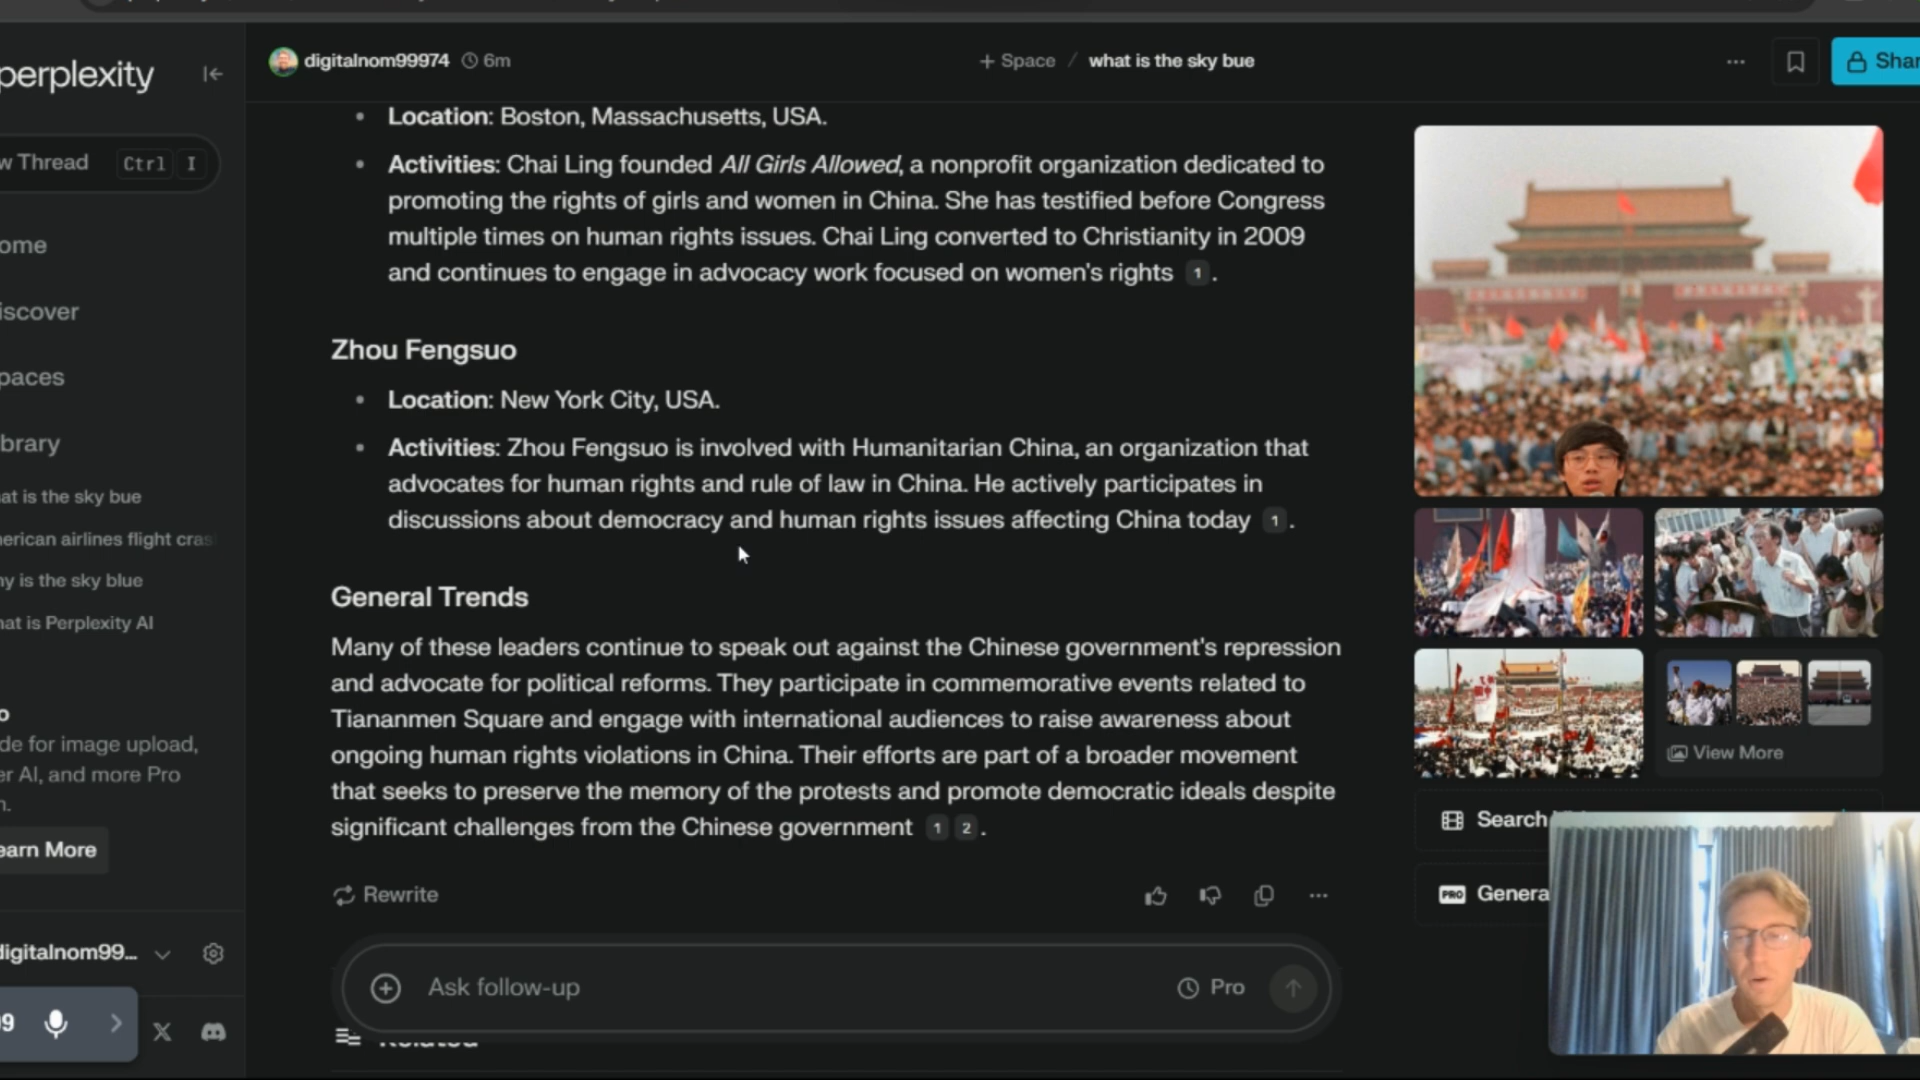 perplexity
digitalnom99974 6m
+ Space / what is the sky bue
Shar
w Thread Ctrl I
ome
iscover
paces
ibrary
at is the sky bue
erican airlines flight cras
hy is the sky blue
hat is Perplexity AI
o
de for image upload,
er AI, and more Pro
n.
earn More
digitalnom99...
09
Location: Boston, Massachusetts, USA.
Activities: Chai Ling founded All Girls Allowed, a nonprofit organization dedicated to
promoting the rights of girls and women in China. She has testified before Congress
multiple times on human rights issues. Chai Ling converted to Christianity in 2009
and continues to engage in advocacy work focused on women's rights 1 .
Zhou Fengsuo
Location: New York City, USA.
Activities: Zhou Fengsuo is involved with Humanitarian China, an organization that
advocates for human rights and rule of law in China. He actively participates in
discussions about democracy and human rights issues affecting China today 1 .
General Trends
Many of these leaders continue to speak out against the Chinese government's repression
and advocate for political reforms. They participate in commemorative events related to
Tiananmen Square and engage with international audiences to raise awareness about
ongoing human rights violations in China. Their efforts are part of a broader movement
that seeks to preserve the memory of the protests and promote democratic ideals despite
significant challenges from the Chinese government 1 2 .
Rewrite
Ask follow-up
Pro
Related
View More
Search
PRO Genera